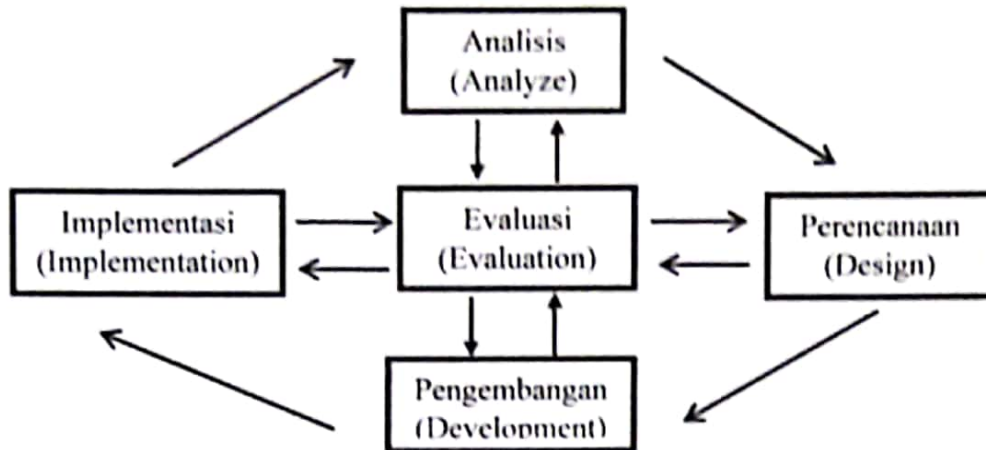 Analisis
(Analyze)
Implementasi
(Implementation)
Evaluasi
(Evaluation)
Perencanaan
(Design)
Pengembangan
(Development)